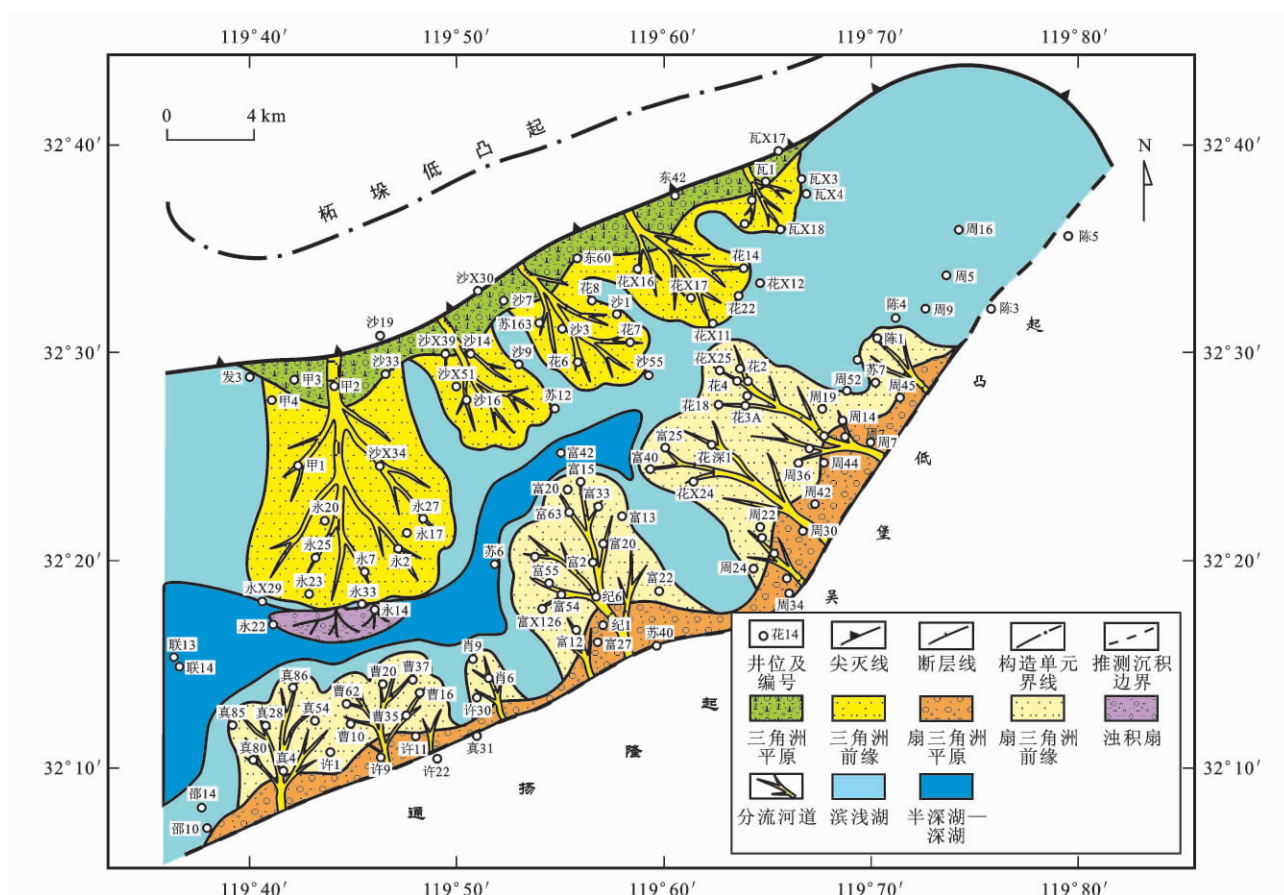 119°40′ 119°50′ 119°60′ 119°70′ 119°80′
0 4 km
32°40′ 32°40′
N
柘垛低凸起
瓦X17
瓦1 瓦X3
东42 瓦X4
瓦X18
周16 陈5
东60 花14
沙X30 花8 花X16 花X17 花X12 周5
沙7 沙1 花22 陈3
沙19 苏163 沙3 花7 花X11 陈4 周9
32°30′ 沙X39 沙14 沙9 花6 陈1 32°30′
发3 甲3 甲2 沙33 沙X51 沙55 花X25 花2 周52 苏7
甲4 沙16 苏12 花4 周45
花18 花3A 周19 周14
甲1 沙X34 富42 富25 花深1 周7
富40 周36 周44
富15
永20 永27 富20 富33 花X24 周42
永17 富63 富13 周22 周30
永25 永7 永2 富20
32°20′ 苏6 富2 32°20′
永23 富55 富22 周24
永X29 永33 富54 纪6 周34
永14 富X126 纪1
永22 富12 富27 苏40
联13 肖9
联14 真86 曹20 曹37 肖6
曹62 曹16
真85 真28 真54 曹35 许30
真80 曹10 许11 真31
32°10′ 真4 许1 许9 许22 32°10′
邵14
邵10
通扬隆起
吴堡低凸起
花14
井位及编号 尖灭线 断层线 构造单元界线 推测沉积边界
三角洲平原 三角洲前缘 扇三角洲平原 扇三角洲前缘 浊积扇
分流河道 滨浅湖 半深湖—深湖
119°40′ 119°50′ 119°60′ 119°70′ 119°80′